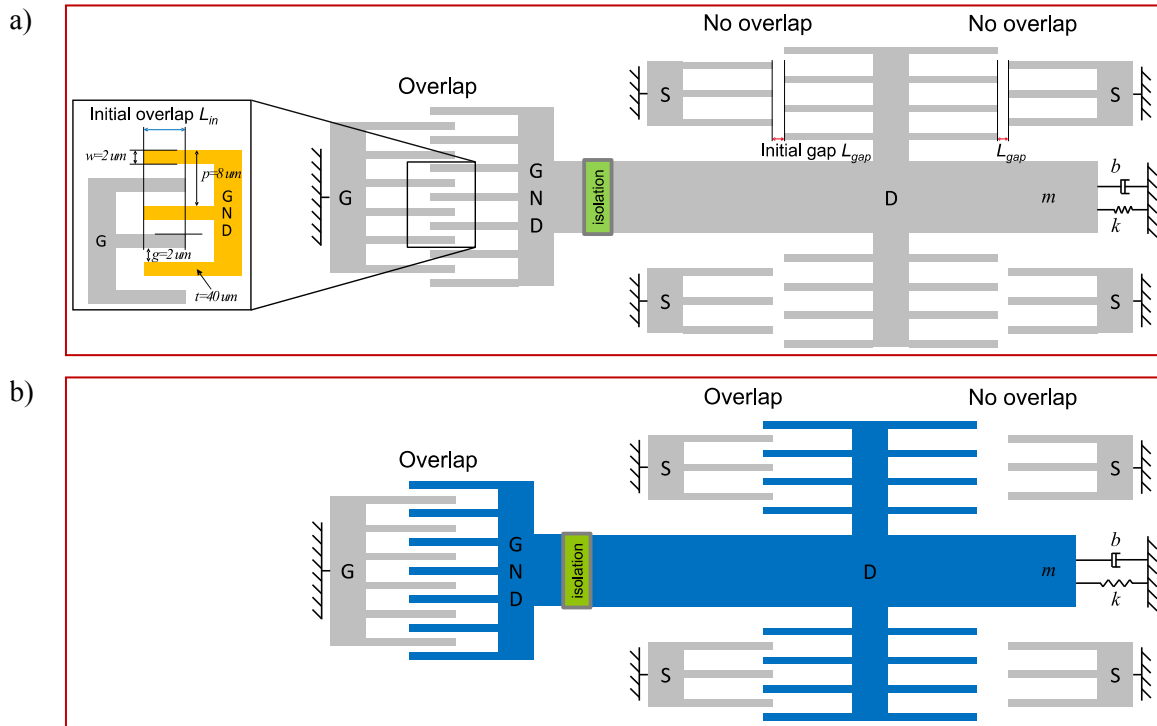 a)
No overlap
No overlap
Overlap
Initial overlap L_in
w=2 um
p=8 um
G
N
D
G
g=2 um
t=40 um
S
S
Initial gap L_gap
L_gap
G
G
N
D
isolation
D
m
b
k
S
S
b)
Overlap
No overlap
Overlap
S
S
G
G
N
D
isolation
D
m
b
k
S
S